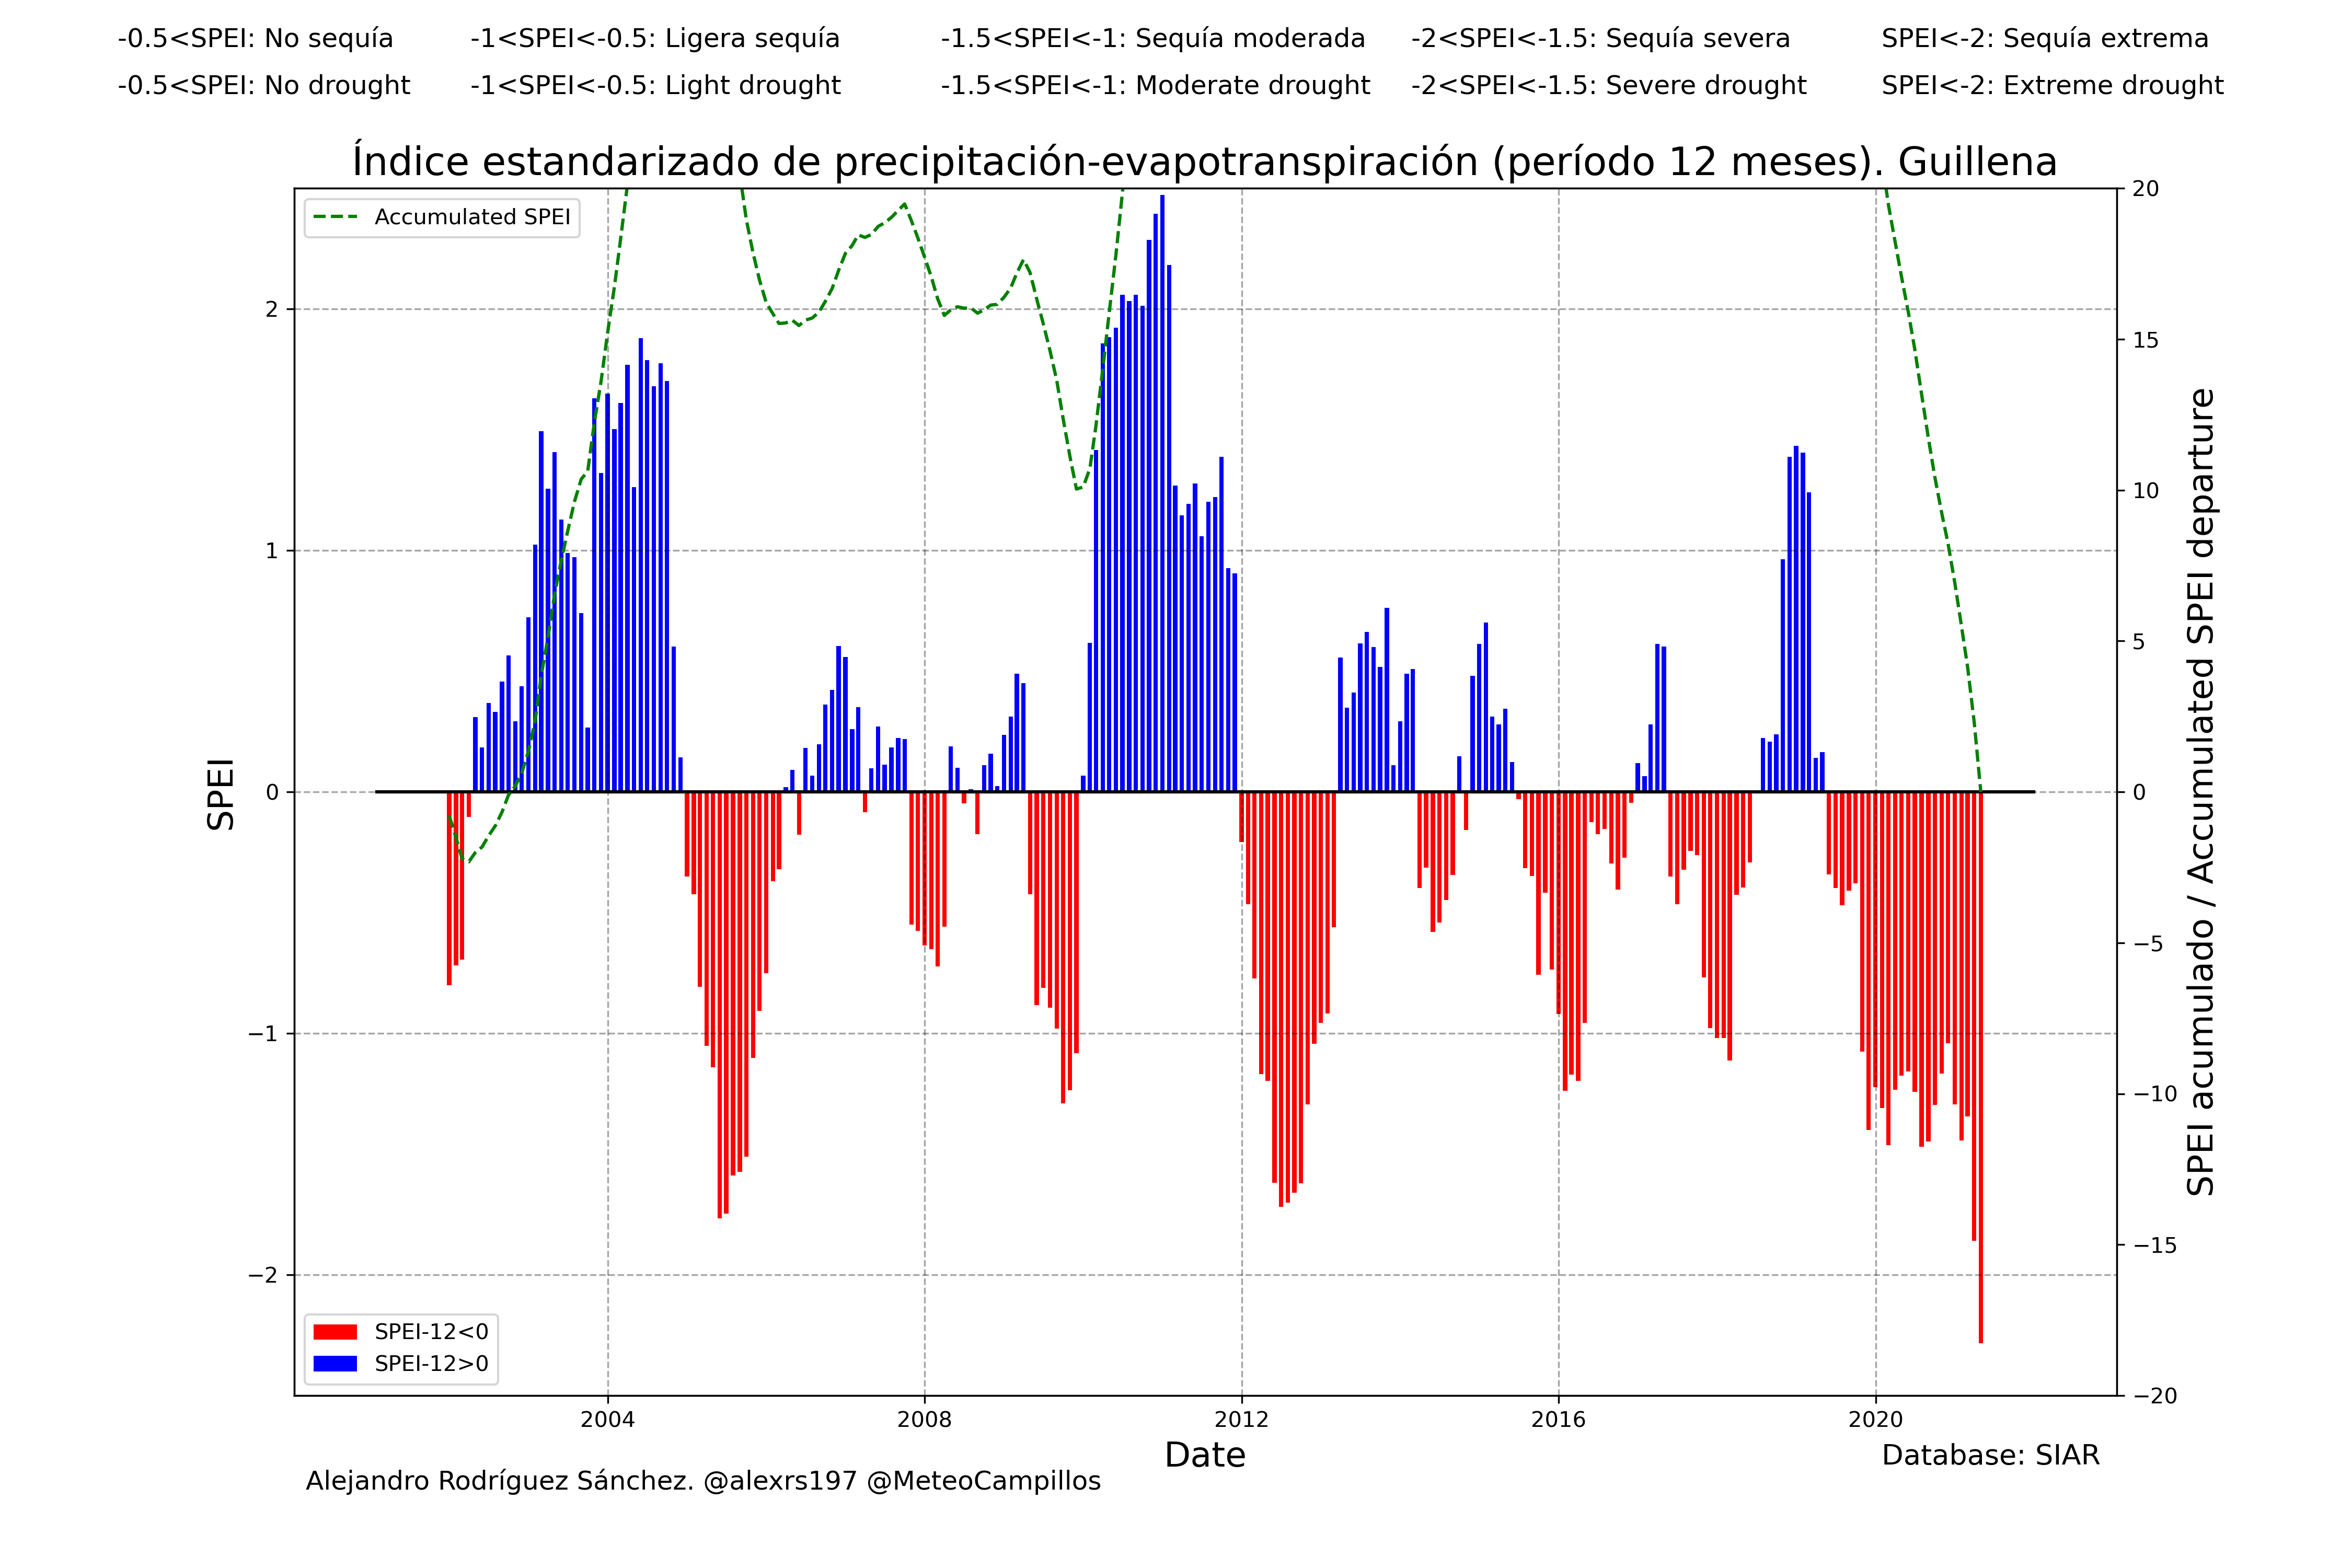 -0.5<SPEI: No sequía -1<SPEI<-0.5: Ligera sequía -1.5<SPEI<-1: Sequía moderada -2<SPEI<-1.5: Sequía severa SPEI<-2: Sequía extrema
-0.5<SPEI: No drought -1<SPEI<-0.5: Light drought -1.5<SPEI<-1: Moderate drought -2<SPEI<-1.5: Severe drought SPEI<-2: Extreme drought
Índice estandarizado de precipitación-evapotranspiración (período 12 meses). Guillena
Accumulated SPEI
SPEI
2
1
0
−1
−2
20
15
10
5
0
−5
−10
−15
−20
SPEI acumulado / Accumulated SPEI departure
SPEI-12<0
SPEI-12>0
2004 2008 2012 2016 2020
Date
Database: SIAR
Alejandro Rodríguez Sánchez. @alexrs197 @MeteoCampillos